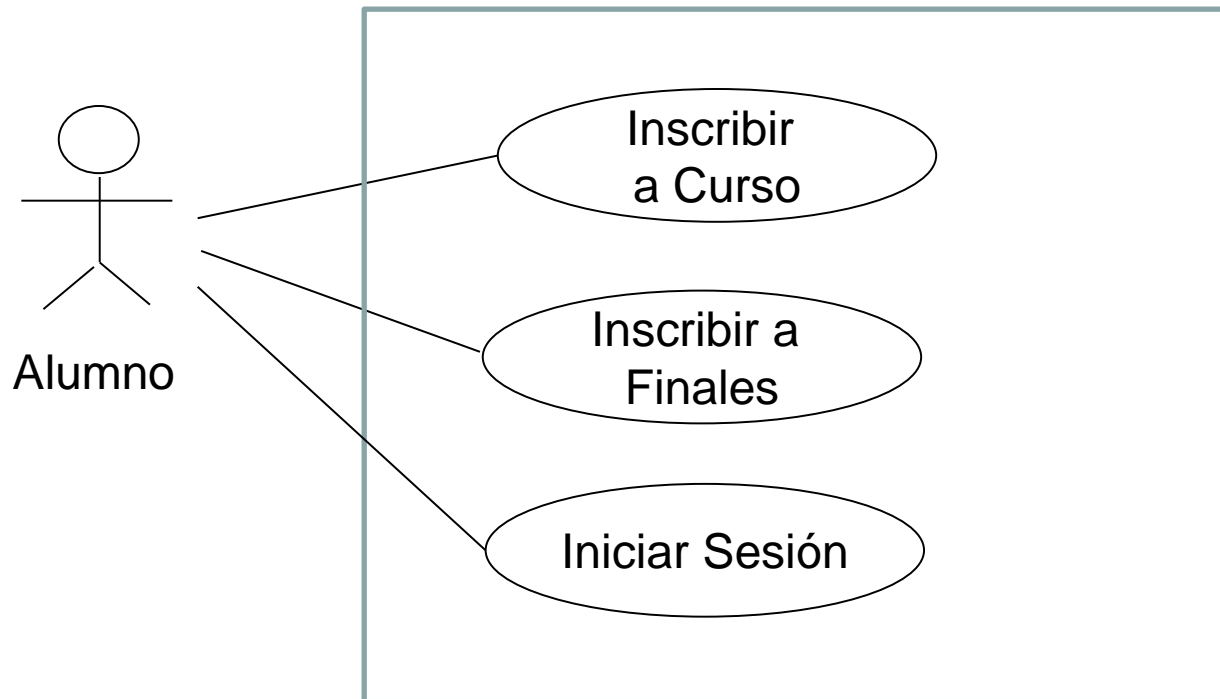 Inscribir
a Curso
Inscribir a
Finales
Alumno
Iniciar Sesión